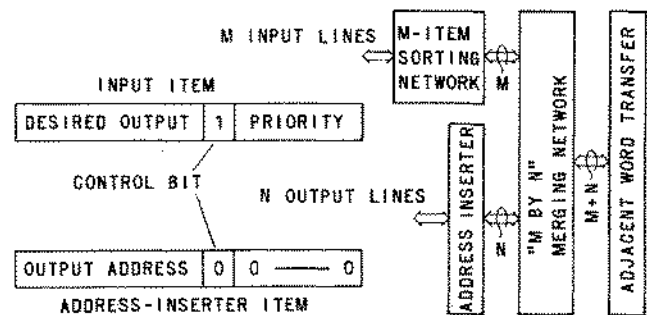 M INPUT LINES
M-ITEM
SORTING
NETWORK
M
INPUT ITEM
DESIRED OUTPUT 1 PRIORITY
CONTROL BIT
N OUTPUT LINES
ADDRESS INSERTER
N
"M BY N"
MERGING NETWORK
M+N
ADJACENT WORD TRANSFER
OUTPUT ADDRESS 0 0 — 0
ADDRESS-INSERTER ITEM